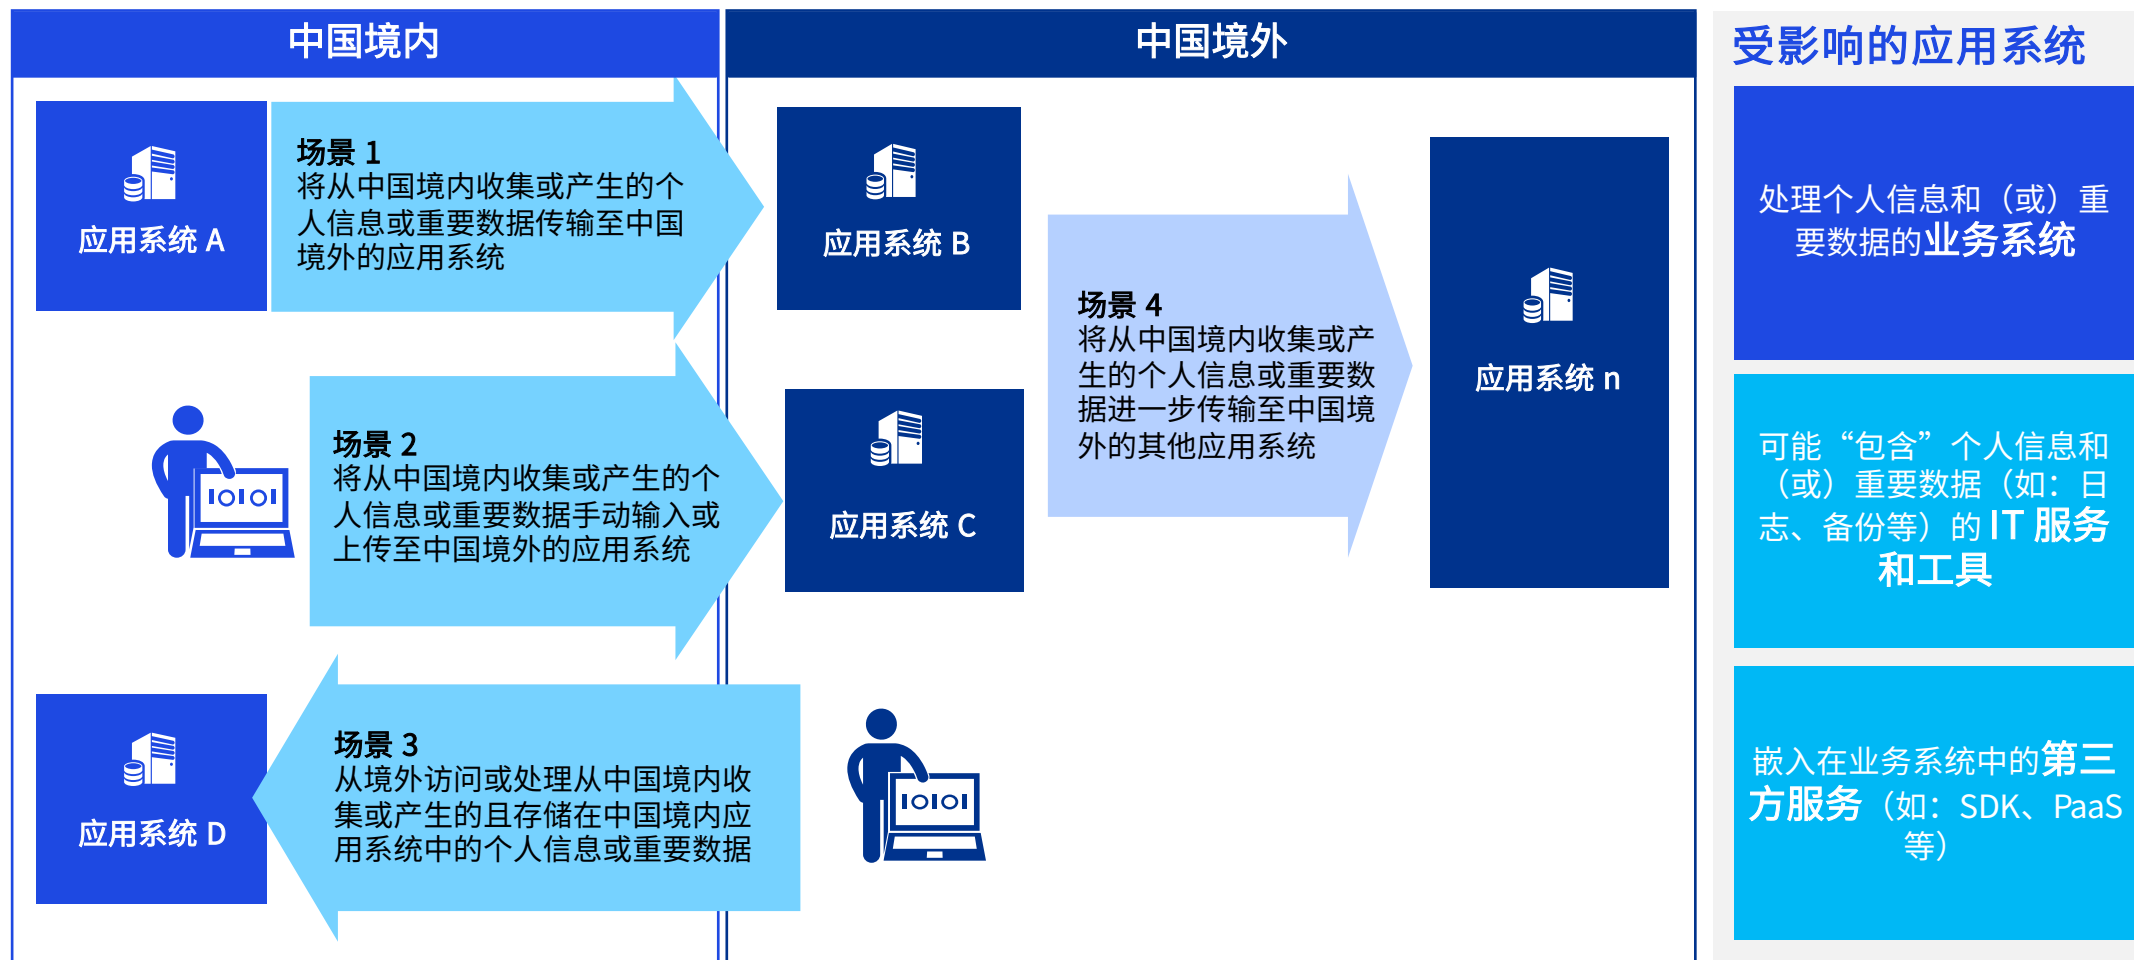 中国境内
中国境外
受影响的应用系统
应用系统 A
场景 1
将从中国境内收集或产生的个
人信息或重要数据传输至中国
境外的应用系统
应用系统 B
场景 4
将从中国境内收集或产
生的个人信息或重要数
据进一步传输至中国境
外的其他应用系统
应用系统 n
IOIOI
场景 2
将从中国境内收集或产生的个
人信息或重要数据手动输入或
上传至中国境外的应用系统
应用系统 C
应用系统 D
场景 3
从境外访问或处理从中国境内收
集或产生的且存储在中国境内应
用系统中的个人信息或重要数据
IOIOI
处理个人信息和（或）重
要数据的业务系统
可能“包含”个人信息和
（或）重要数据（如：日
志、备份等）的 IT 服务
和工具
嵌入在业务系统中的第三
方服务（如：SDK、PaaS
等）